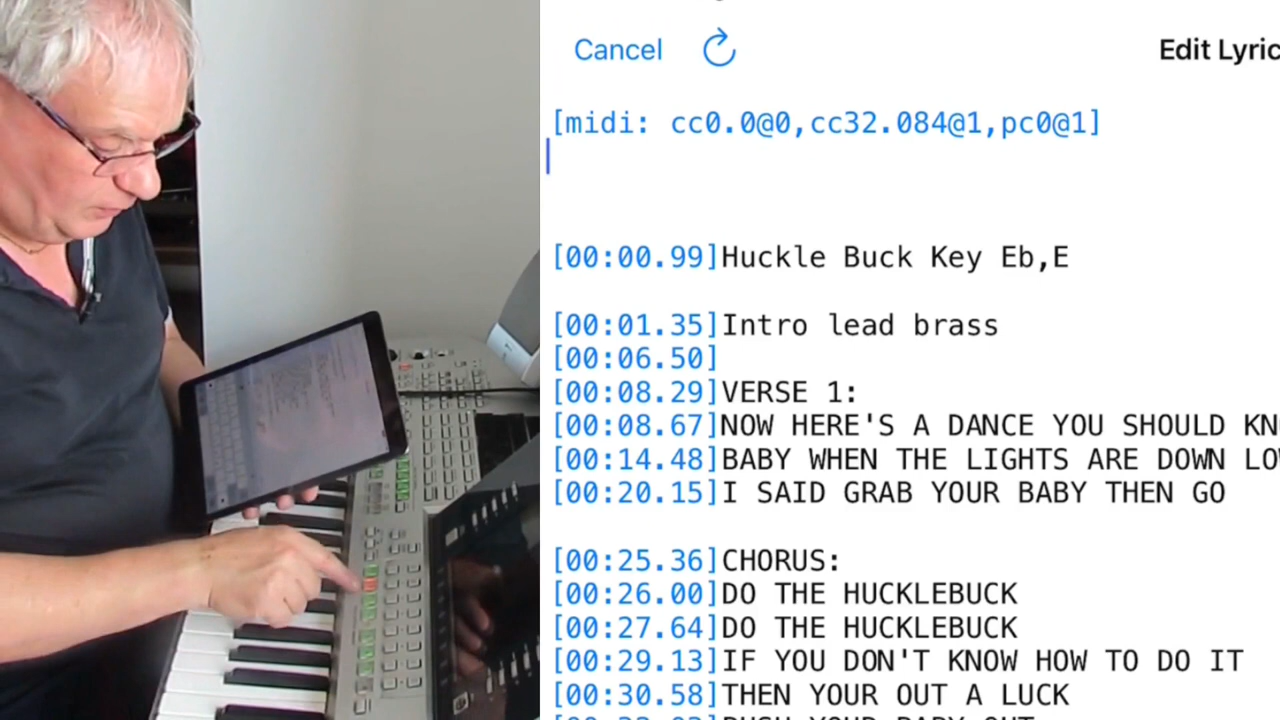 Cancel
Edit Lyric
[midi: cc0.0@0,cc32.084@1,pc0@1]
[00:00.99]Huckle Buck Key Eb,E
[00:01.35]Intro lead brass
[00:06.50]
[00:08.29]VERSE 1:
[00:08.67]NOW HERE'S A DANCE YOU SHOULD KNO
[00:14.48]BABY WHEN THE LIGHTS ARE DOWN LOW
[00:20.15]I SAID GRAB YOUR BABY THEN GO
[00:25.36]CHORUS:
[00:26.00]DO THE HUCKLEBUCK
[00:27.64]DO THE HUCKLEBUCK
[00:29.13]IF YOU DON'T KNOW HOW TO DO IT
[00:30.58]THEN YOUR OUT A LUCK